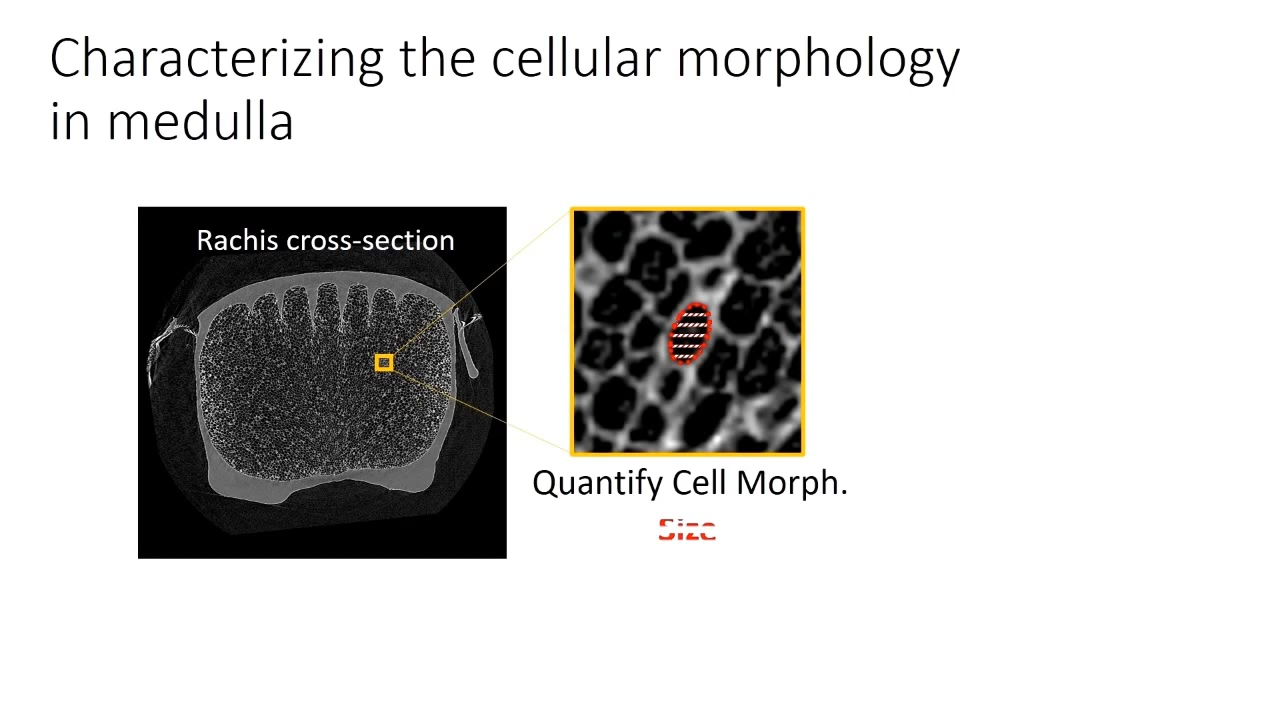 Characterizing the cellular morphology
in medulla
Rachis cross-section
Quantify Cell Morph.
Size